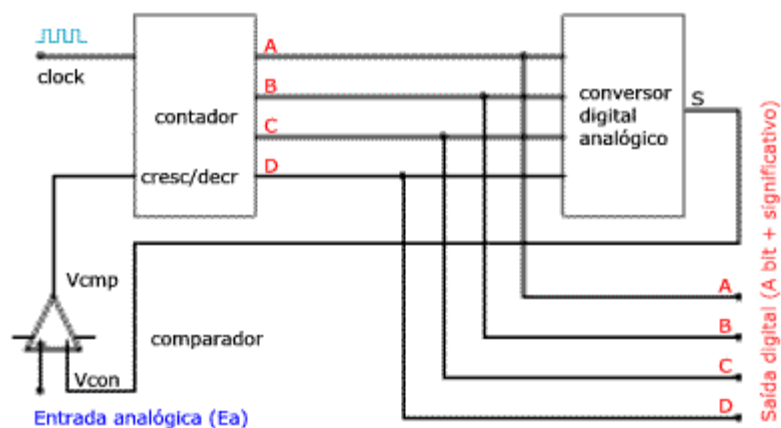 clock
contador
cresc/decr
A
B
C
D
conversor
digital
analógico
S
Vcmp
comparador
Vcon
Entrada analógica (Ea)
A
B
C
D
Saída digital (A bit + significativo)